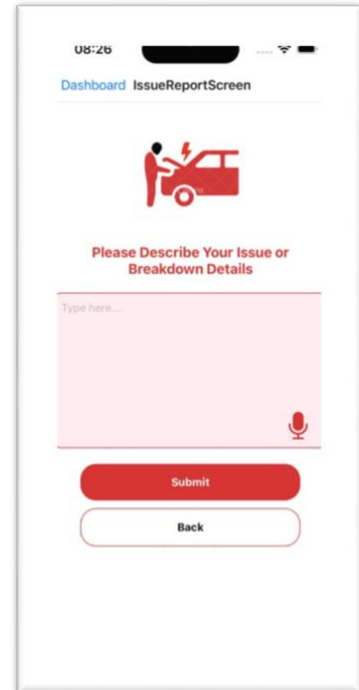 08:26
Dashboard IssueReportScreen
Please Describe Your Issue or
Breakdown Details
Type here...
Submit
Back